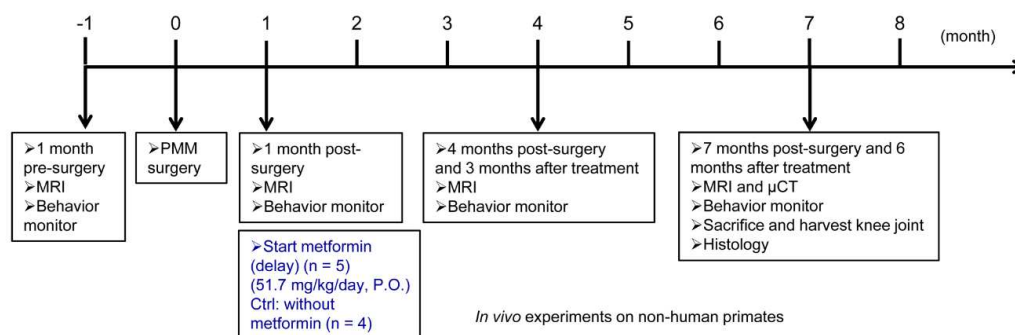 -1 0 1 2 3 4 5 6 7 8 (month)
➢1 month
pre-surgery
➢MRI
➢Behavior
monitor
➢PMM
surgery
➢1 month post-
surgery
➢MRI
➢Behavior monitor
➢Start metformin
(delay) (n = 5)
(51.7 mg/kg/day, P.O.)
Ctrl: without
metformin (n = 4)
➢4 months post-surgery
and 3 months after treatment
➢MRI
➢Behavior monitor
➢7 months post-surgery and 6
months after treatment
➢MRI and µCT
➢Behavior monitor
➢Sacrifice and harvest knee joint
➢Histology
In vivo experiments on non-human primates